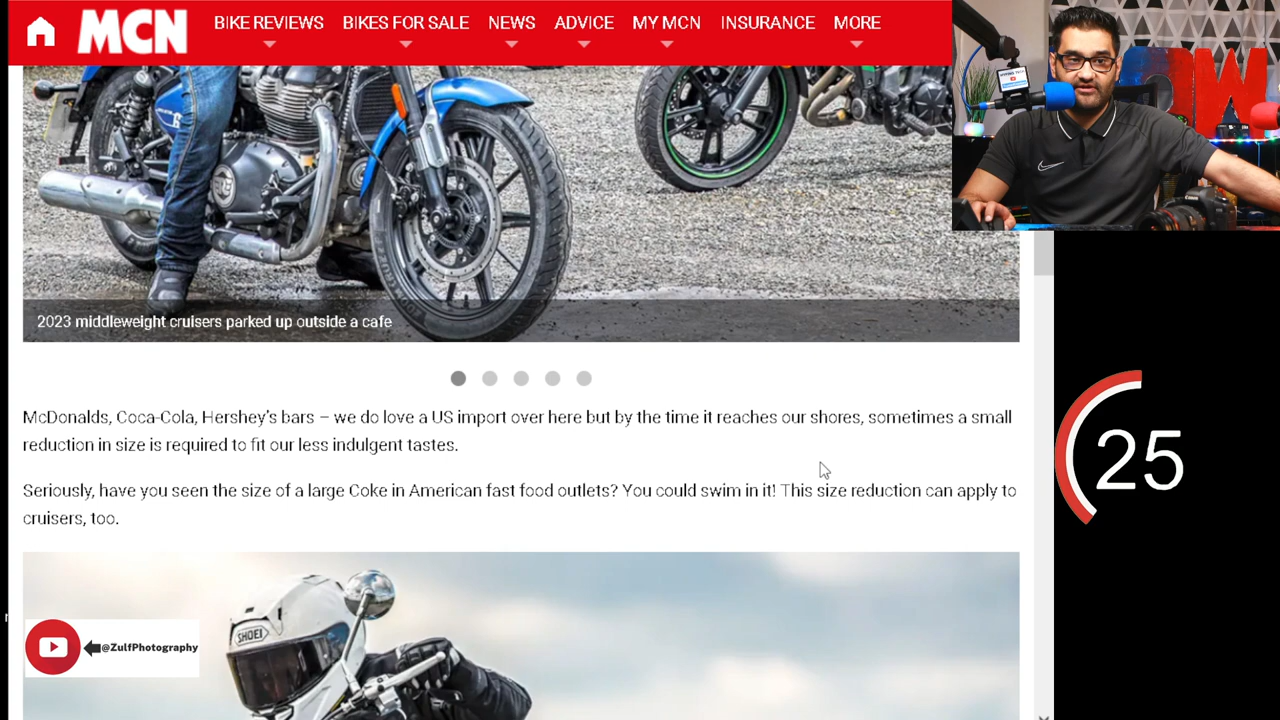 MCN
BIKE REVIEWS
BIKES FOR SALE
NEWS
ADVICE
MY MCN
INSURANCE
MORE
2023 middleweight cruisers parked up outside a cafe
McDonalds, Coca-Cola, Hershey's bars – we do love a US import over here but by the time it reaches our shores, sometimes a small
reduction in size is required to fit our less indulgent tastes.
Seriously, have you seen the size of a large Coke in American fast food outlets? You could swim in it! This size reduction can apply to
cruisers, too.
25
SHOEI
@ZulfPhotography